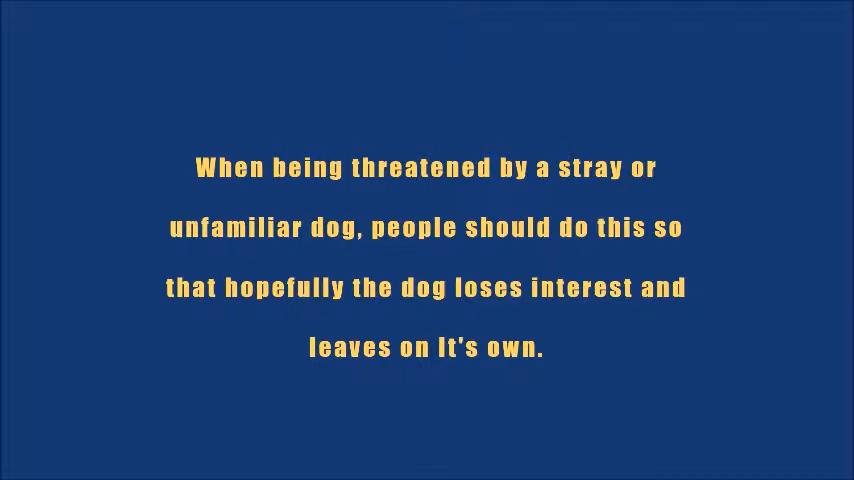 When being threatened by a stray or
unfamiliar dog, people should do this so
that hopefully the dog loses interest and
leaves on It's own.